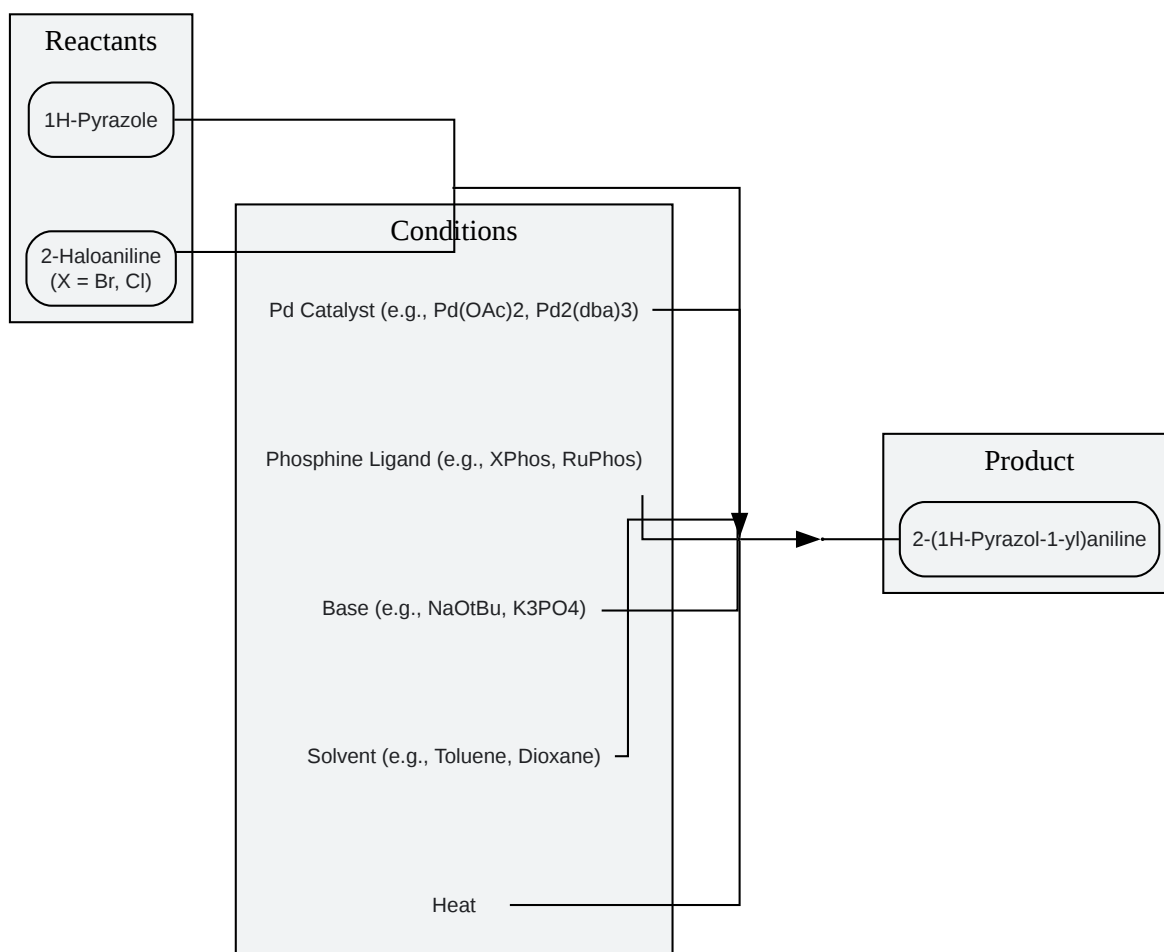 Reactants
1H-Pyrazole
2-Haloaniline
(X = Br, Cl)
Conditions
Pd Catalyst (e.g., Pd(OAc)2, Pd2(dba)3)
Phosphine Ligand (e.g., XPhos, RuPhos)
Base (e.g., NaOtBu, K3PO4)
Solvent (e.g., Toluene, Dioxane)
Heat
Product
2-(1H-Pyrazol-1-yl)aniline